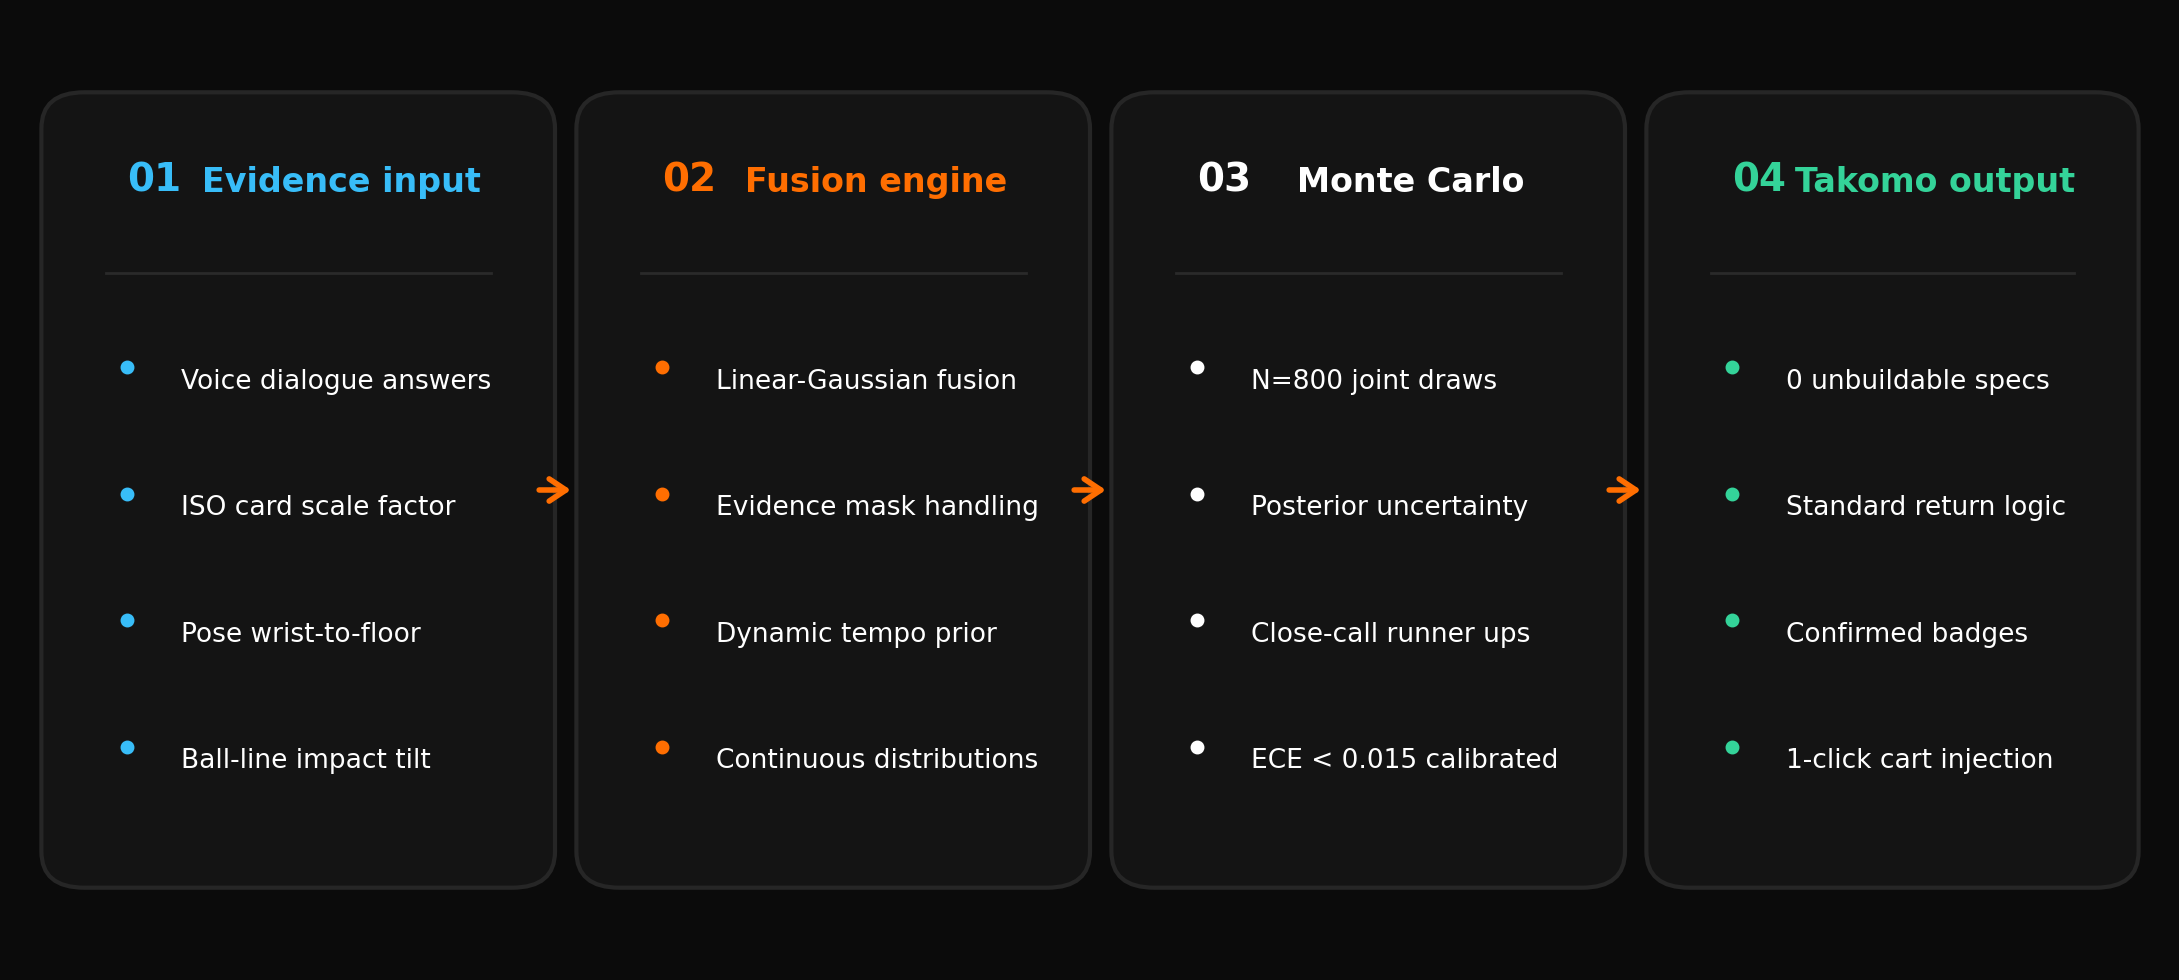 01 Evidence input
Voice dialogue answers
ISO card scale factor
Pose wrist-to-floor
Ball-line impact tilt
02 Fusion engine
Linear-Gaussian fusion
Evidence mask handling
Dynamic tempo prior
Continuous distributions
03 Monte Carlo
N=800 joint draws
Posterior uncertainty
Close-call runner ups
ECE < 0.015 calibrated
04 Takomo output
0 unbuildable specs
Standard return logic
Confirmed badges
1-click cart injection